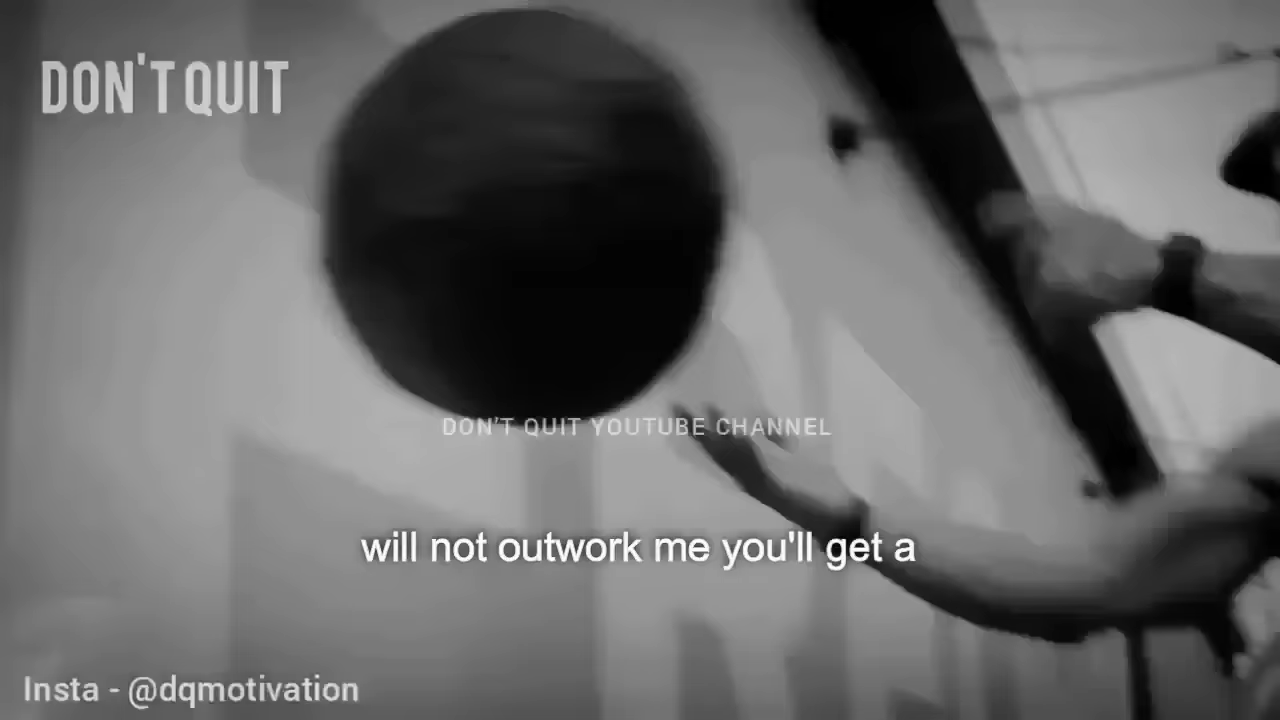 DON'T QUIT
DON'T QUIT YOUTUBE CHANNEL
will not outwork me you'll get a
Insta - @dqmotivation